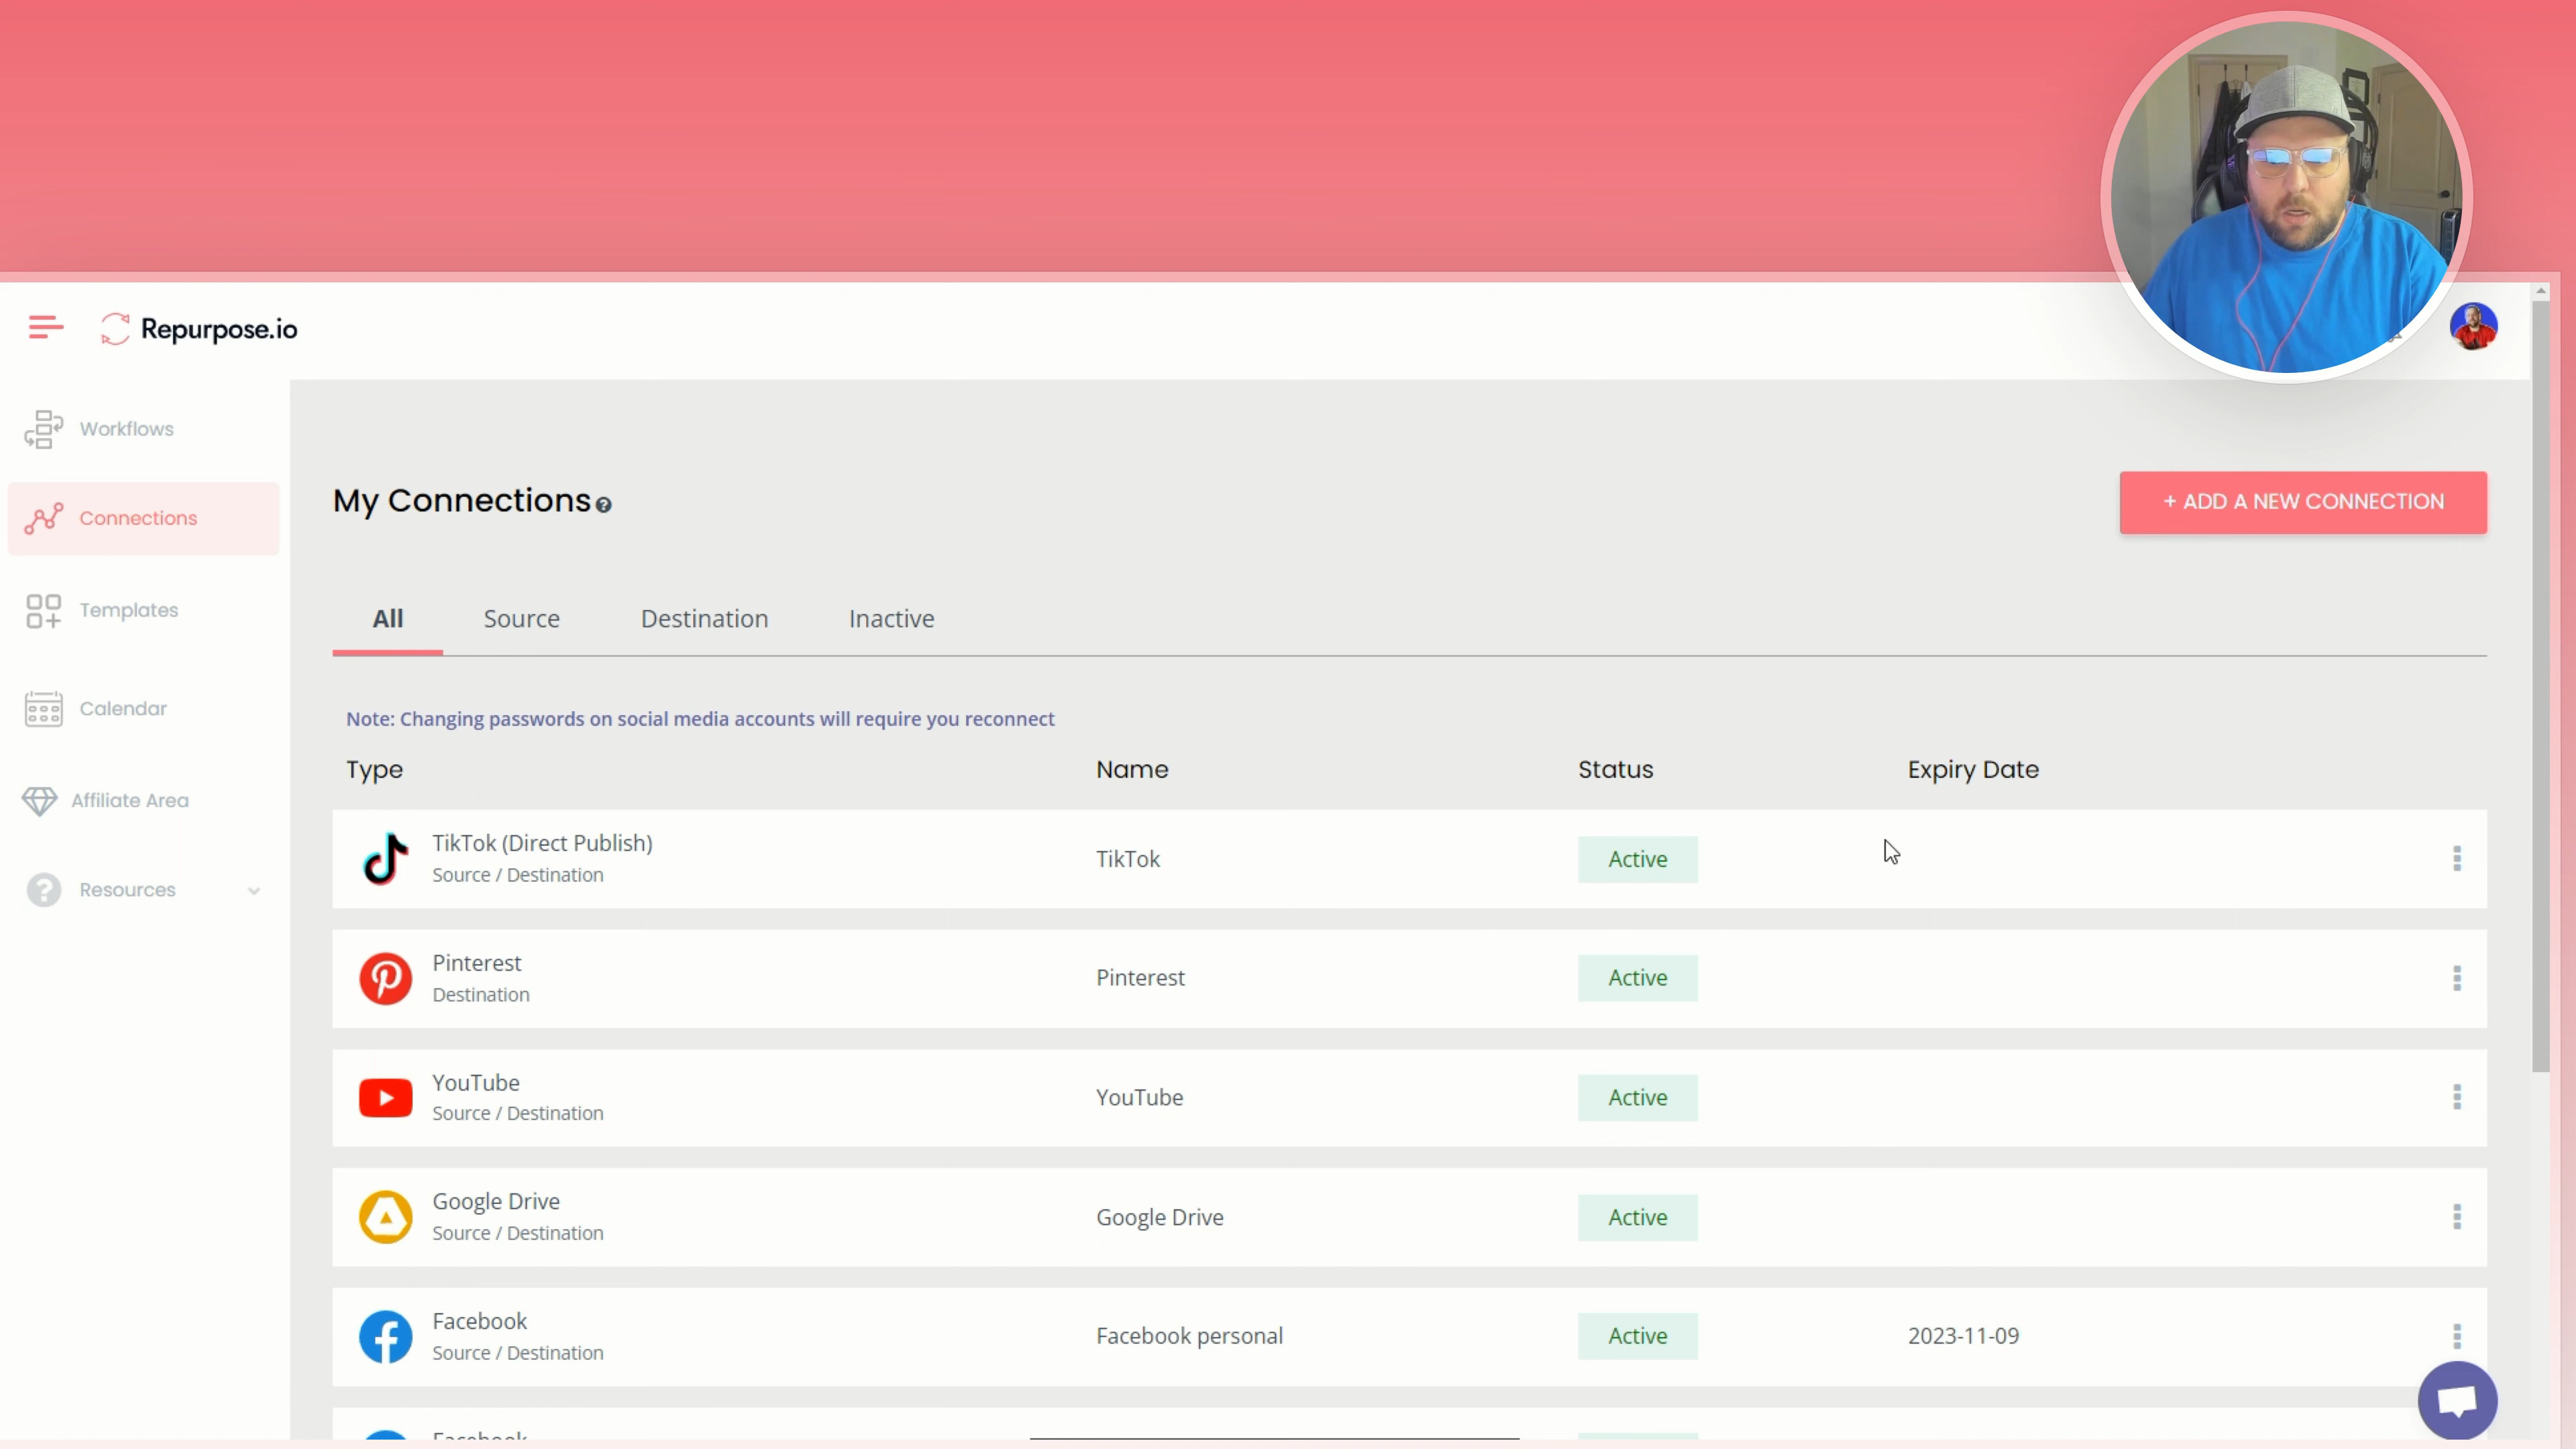 Repurpose.io
Workflows
Connections
Templates
Calendar
Affiliate Area
Resources
My Connections
+ ADD A NEW CONNECTION
All Source Destination Inactive
Note: Changing passwords on social media accounts will require you reconnect
Type Name Status Expiry Date
TikTok (Direct Publish)
Source / Destination
TikTok Active
Pinterest
Destination
Pinterest Active
YouTube
Source / Destination
YouTube Active
Google Drive
Source / Destination
Google Drive Active
Facebook
Source / Destination
Facebook personal Active 2023-11-09
Facebook